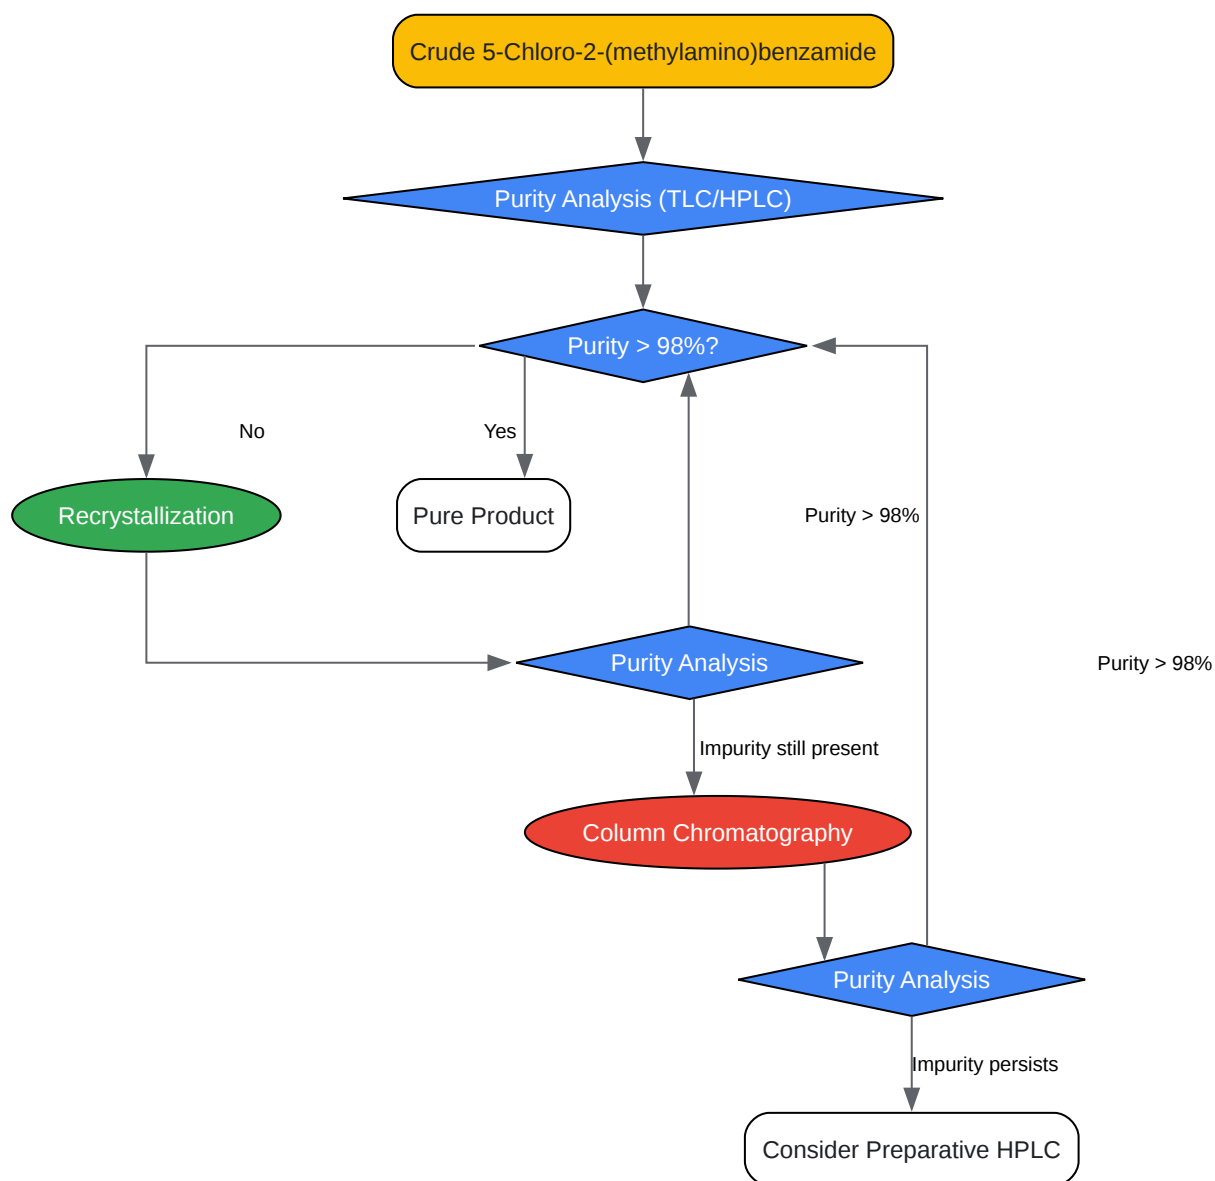 Crude 5-Chloro-2-(methylamino)benzamide
Purity Analysis (TLC/HPLC)
Purity > 98%?
No
Yes
Recrystallization
Pure Product
Purity > 98%
Purity Analysis
Purity > 98%
Impurity still present
Column Chromatography
Purity Analysis
Impurity persists
Consider Preparative HPLC